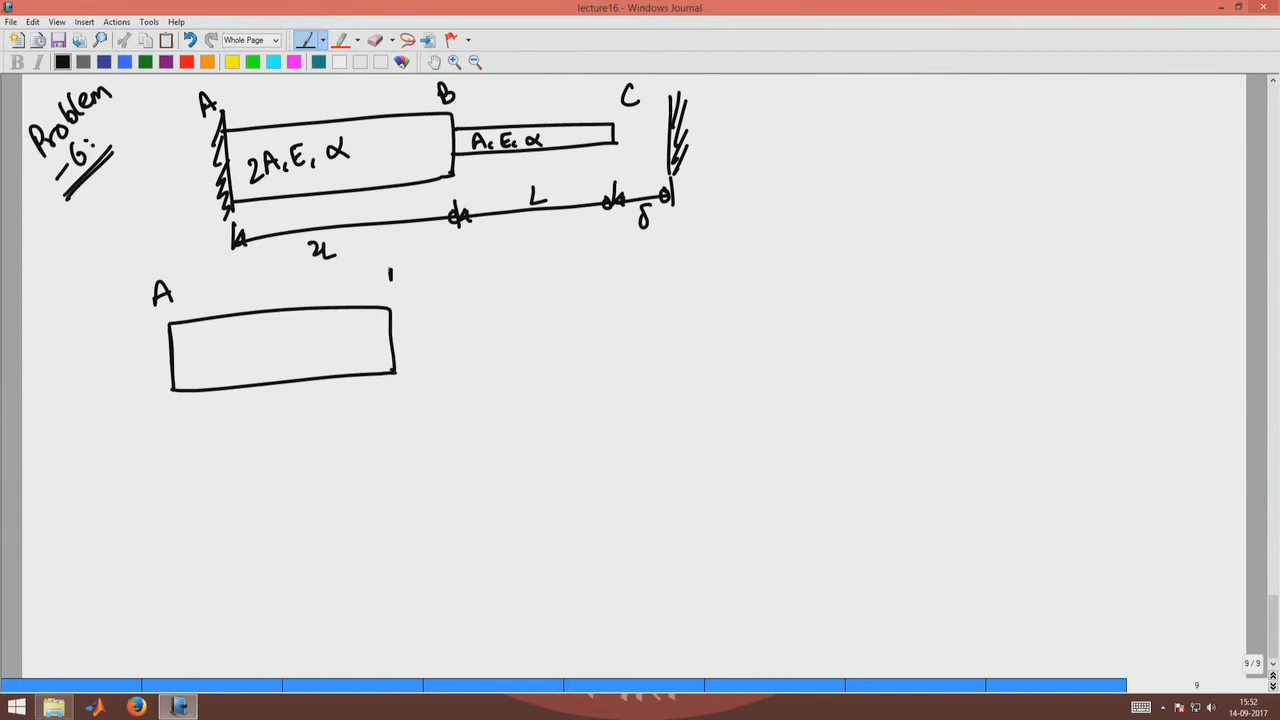 lecture16 - Windows Journal
File Edit View Insert Actions Tools Help
Whole Page
B I
Problem
-6:
A B C
2A, E, α
A, E, α
2L L δ
A
9 / 9
9
15:52
14-09-2017